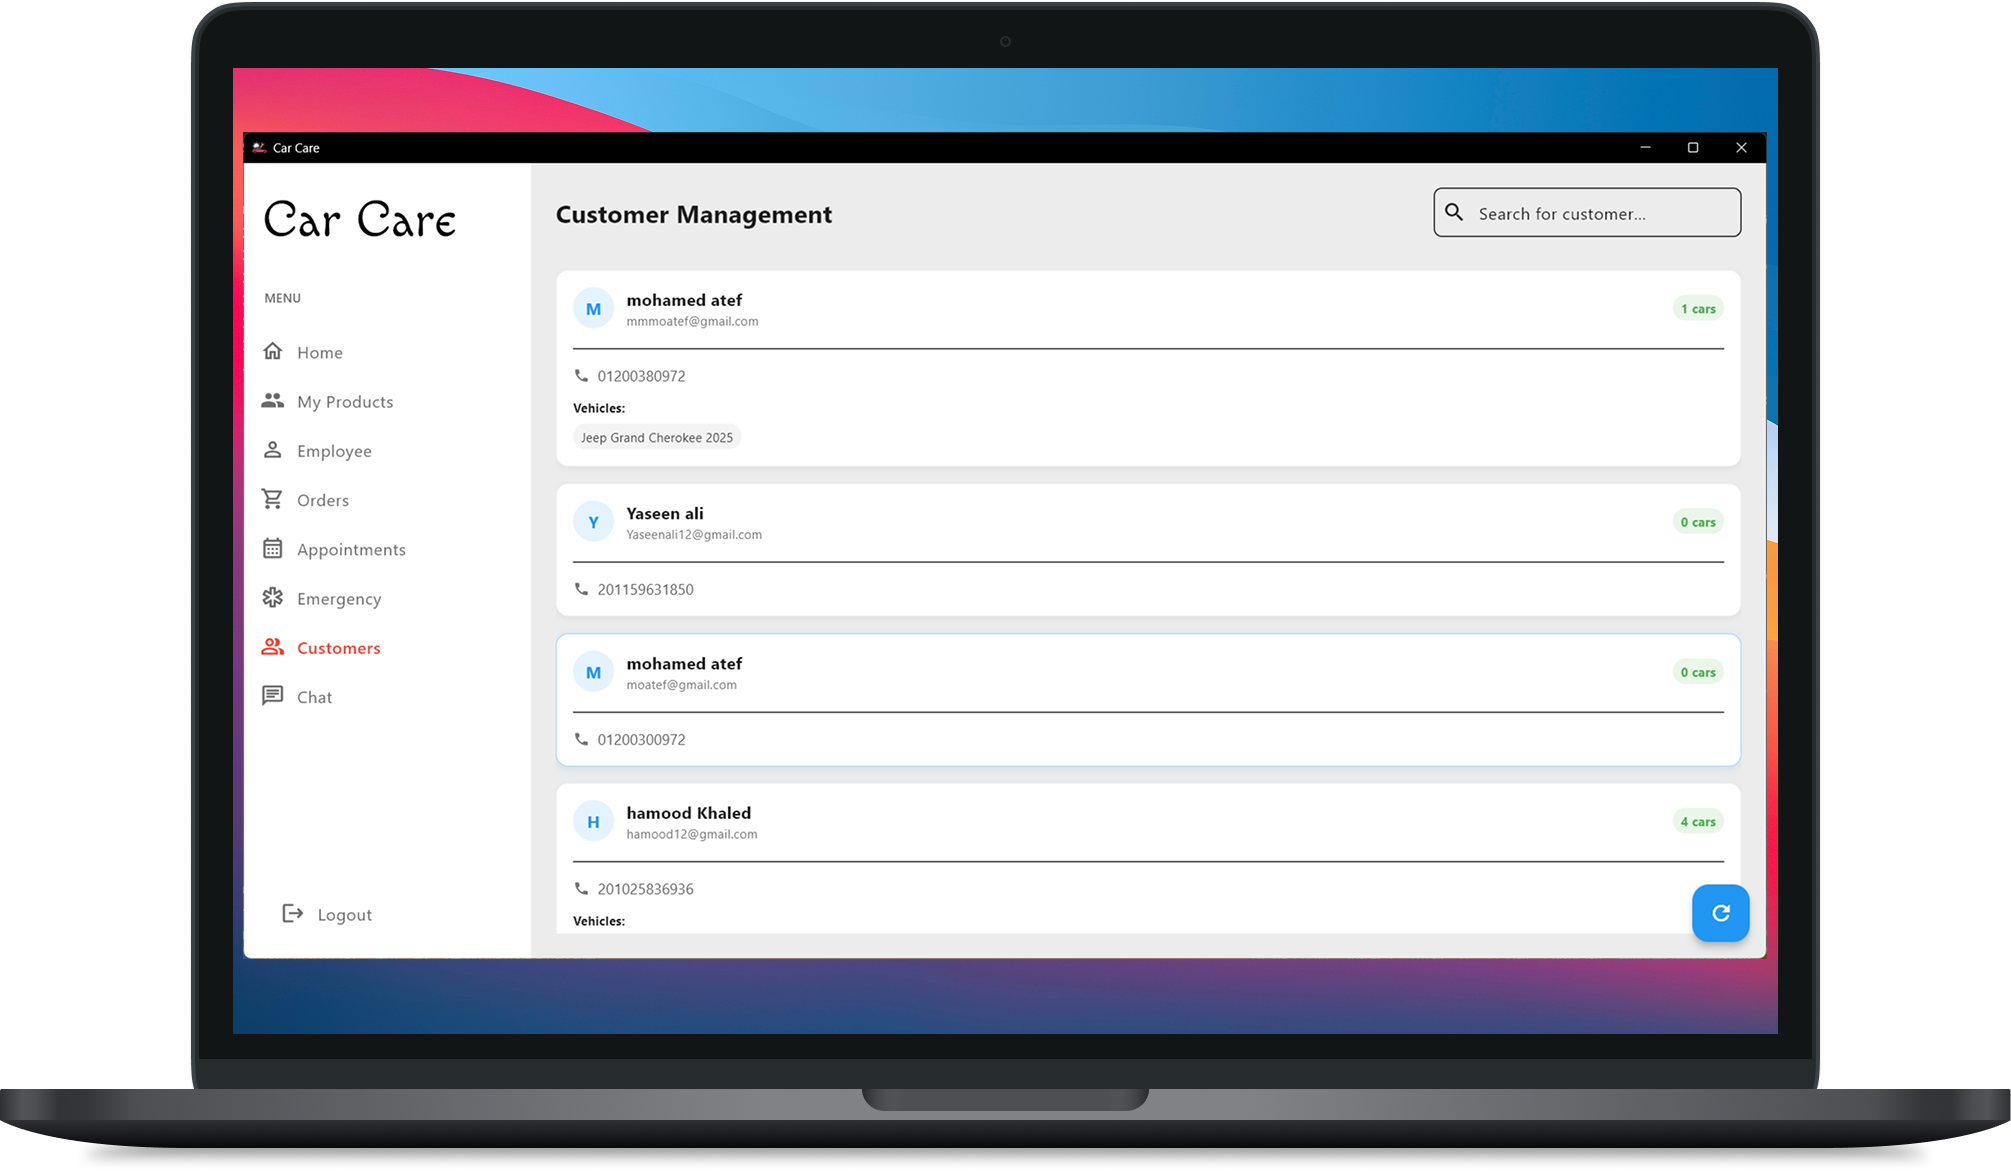 Car Care
Car Care
MENU
Home
My Products
Employee
Orders
Appointments
Emergency
Customers
Chat
Logout
Customer Management
Search for customer...
M
mohamed atef
mmmoatef@gmail.com
1 cars
01200380972
Vehicles:
Jeep Grand Cherokee 2025
Y
Yaseen ali
Yaseenali12@gmail.com
0 cars
201159631850
M
mohamed atef
moatef@gmail.com
0 cars
01200300972
H
hamood Khaled
hamood12@gmail.com
4 cars
201025836936
Vehicles: